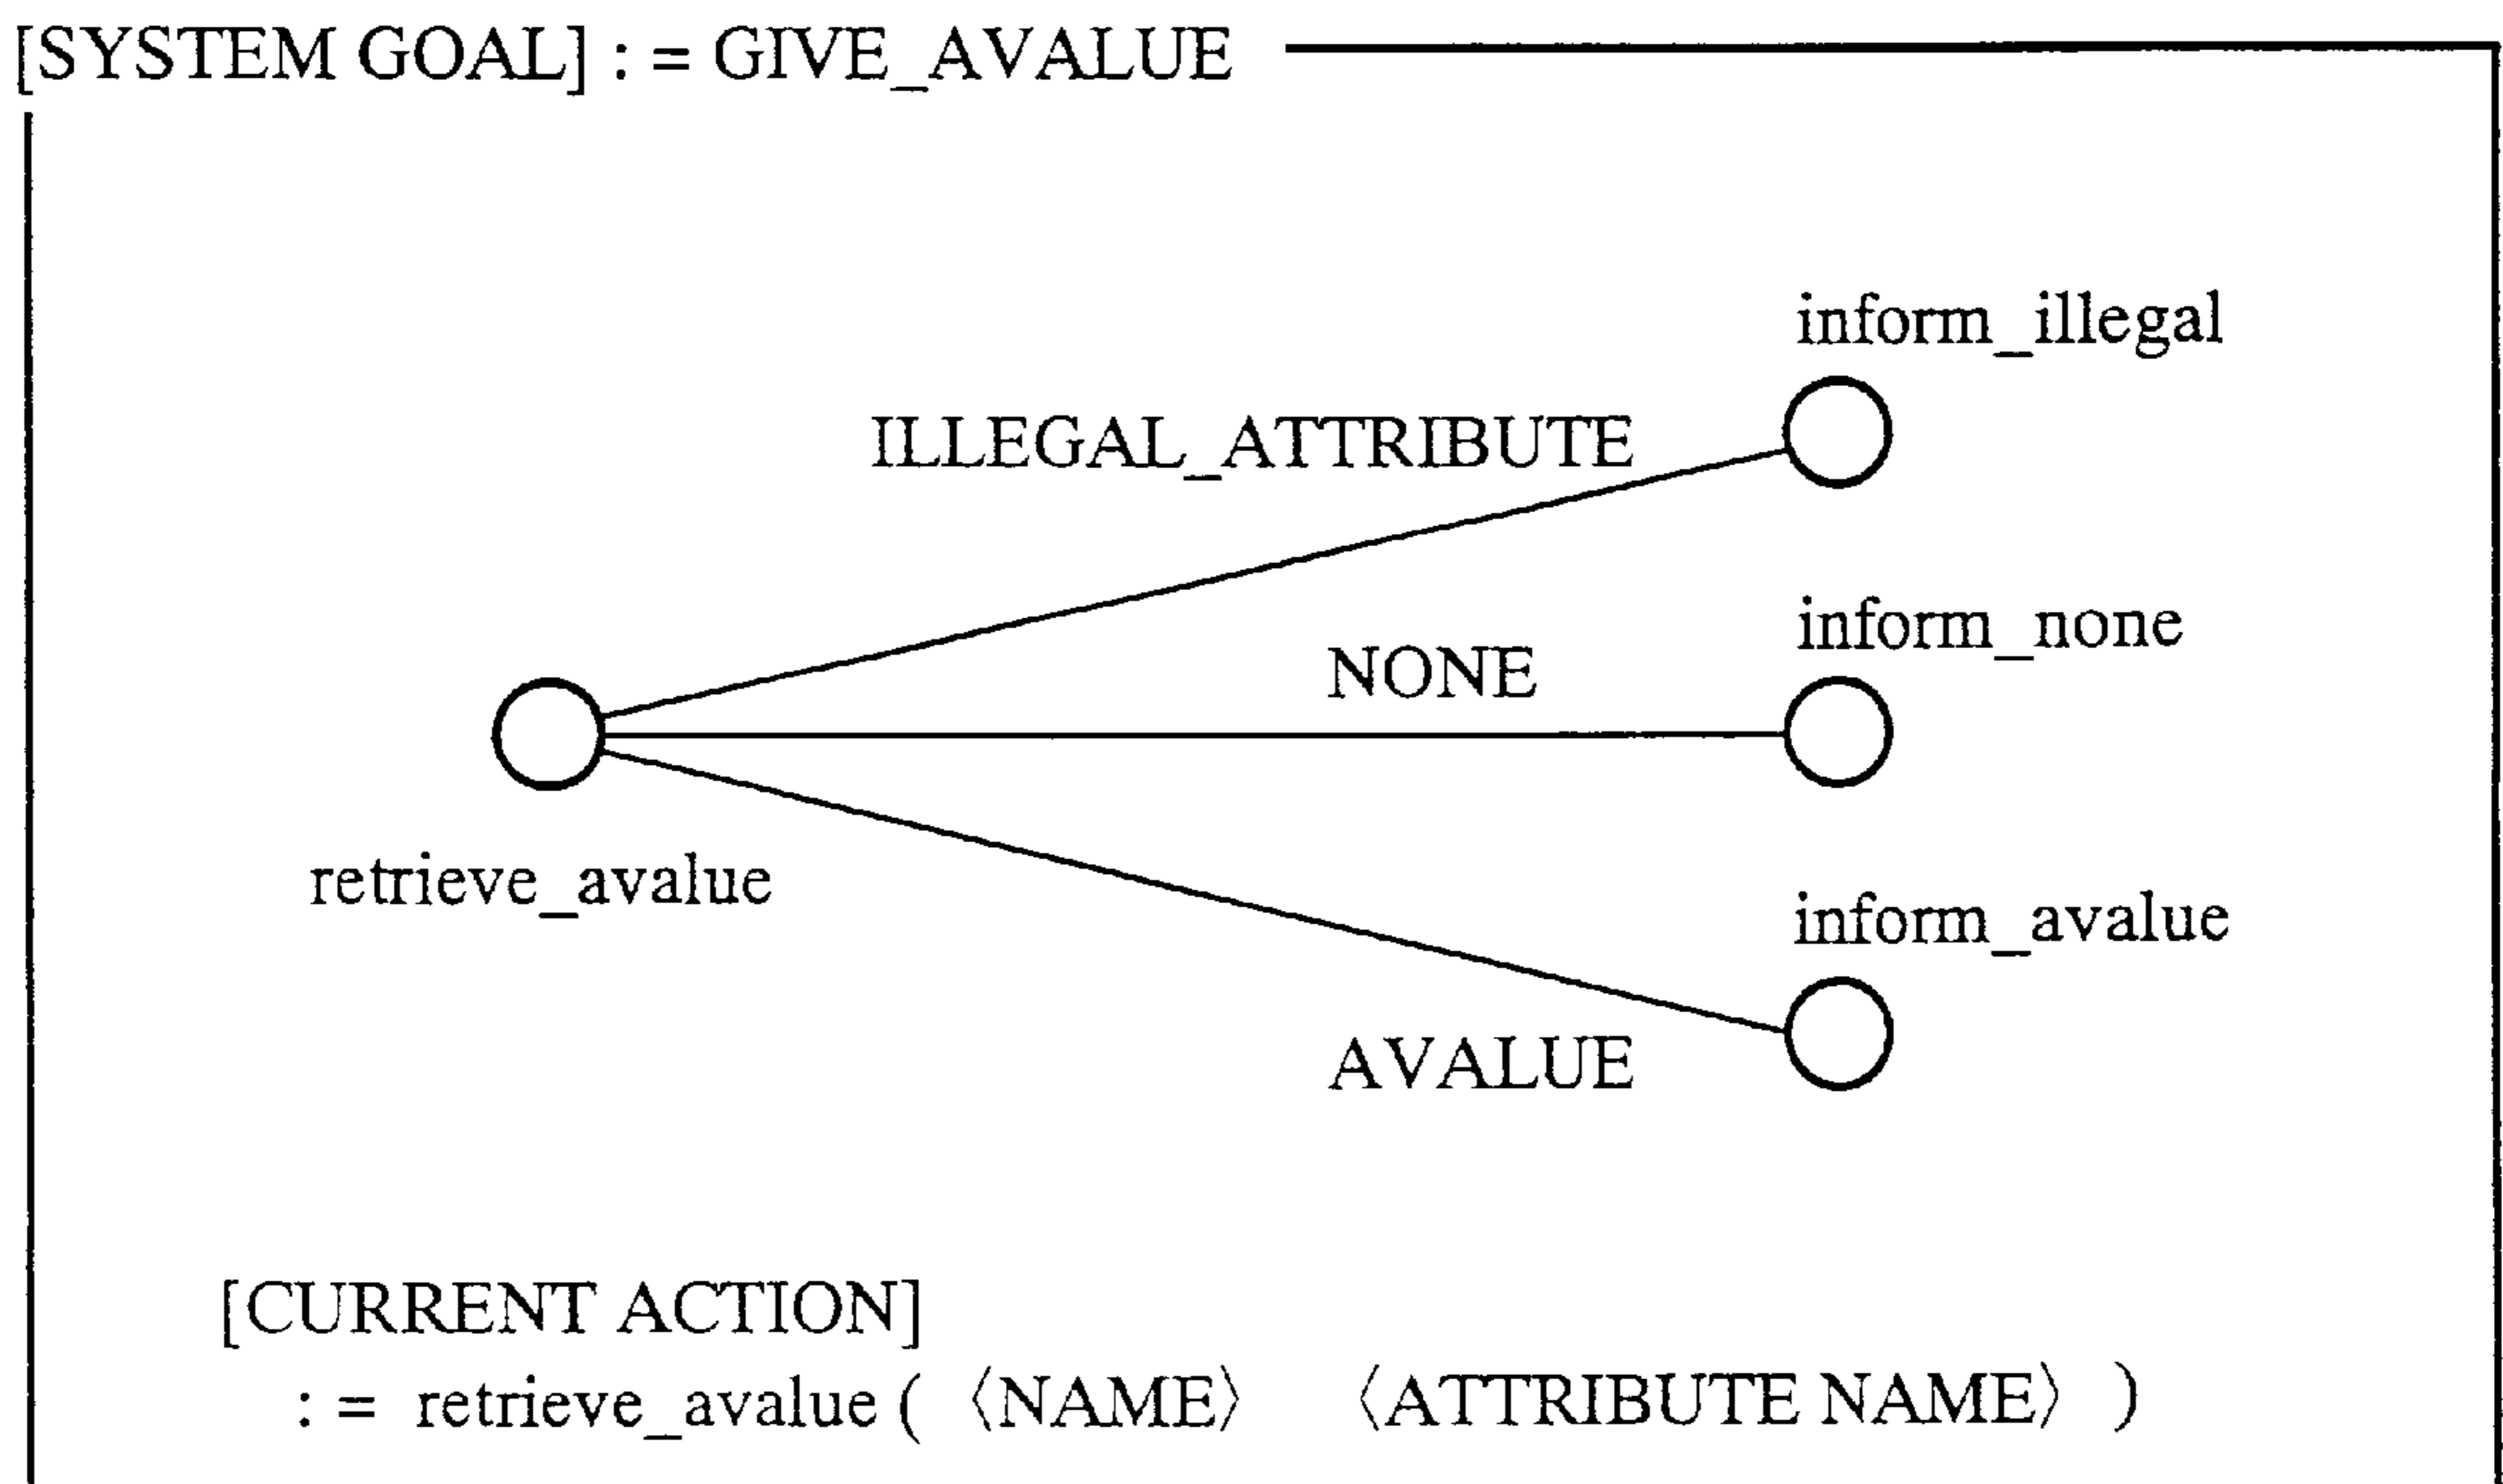 [SYSTEM GOAL] : = GIVE_AVALUE
inform_illegal
ILLEGAL_ATTRIBUTE
inform_none
NONE
retrieve_avalue
inform_avalue
AVALUE
[CURRENT ACTION]
: = retrieve_avalue ( 〈NAME〉 〈ATTRIBUTE NAME〉 )